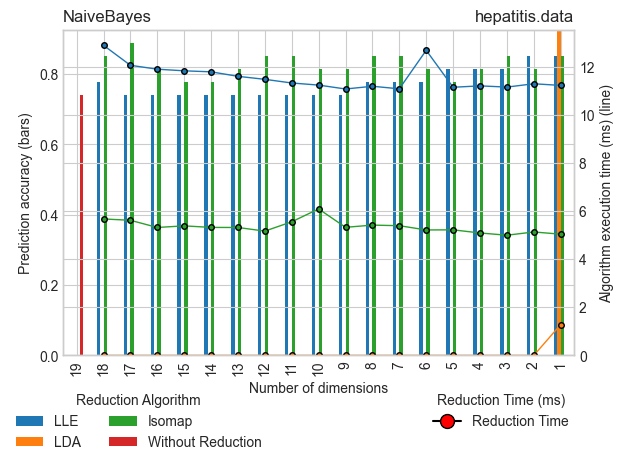 NaiveBayes
hepatitis.data
0.8
0.6
0.4
0.2
0.0
Prediction accuracy (bars)
12
10
8
6
4
2
0
Algorithm execution time (ms) (line)
19 18 17 16 15 14 13 12 11 10 9 8 7 6 5 4 3 2 1
Number of dimensions
Reduction Algorithm
LLE
LDA
Isomap
Without Reduction
Reduction Time (ms)
Reduction Time